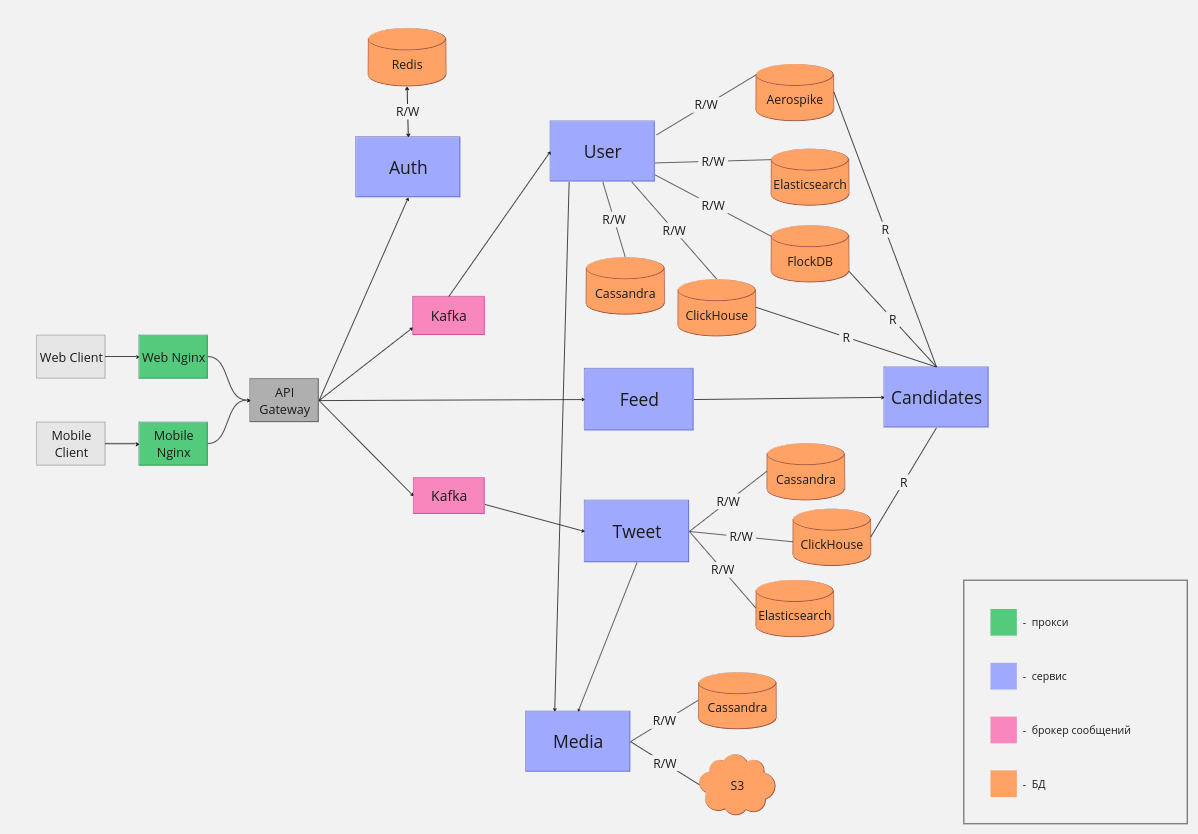 Redis
R/W
Auth
User
R/W
Aerospike
R/W
Elasticsearch
R/W
FlockDB
R/W
Cassandra
R/W
ClickHouse
R
R
R
Kafka
Web Client
Web Nginx
API
Gateway
Mobile
Client
Mobile
Nginx
Feed
Candidates
Kafka
Tweet
R/W
Cassandra
R/W
ClickHouse
R
R/W
Elasticsearch
Media
R/W
Cassandra
R/W
S3
- прокси
- сервис
- брокер сообщений
- БД